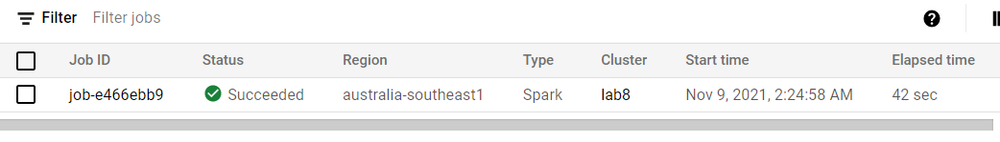 Filter Filter jobs
Job ID Status Region Type Cluster Start time Elapsed time
job-e466ebb9 Succeeded australia-southeast1 Spark lab8 Nov 9, 2021, 2:24:58 AM 42 sec